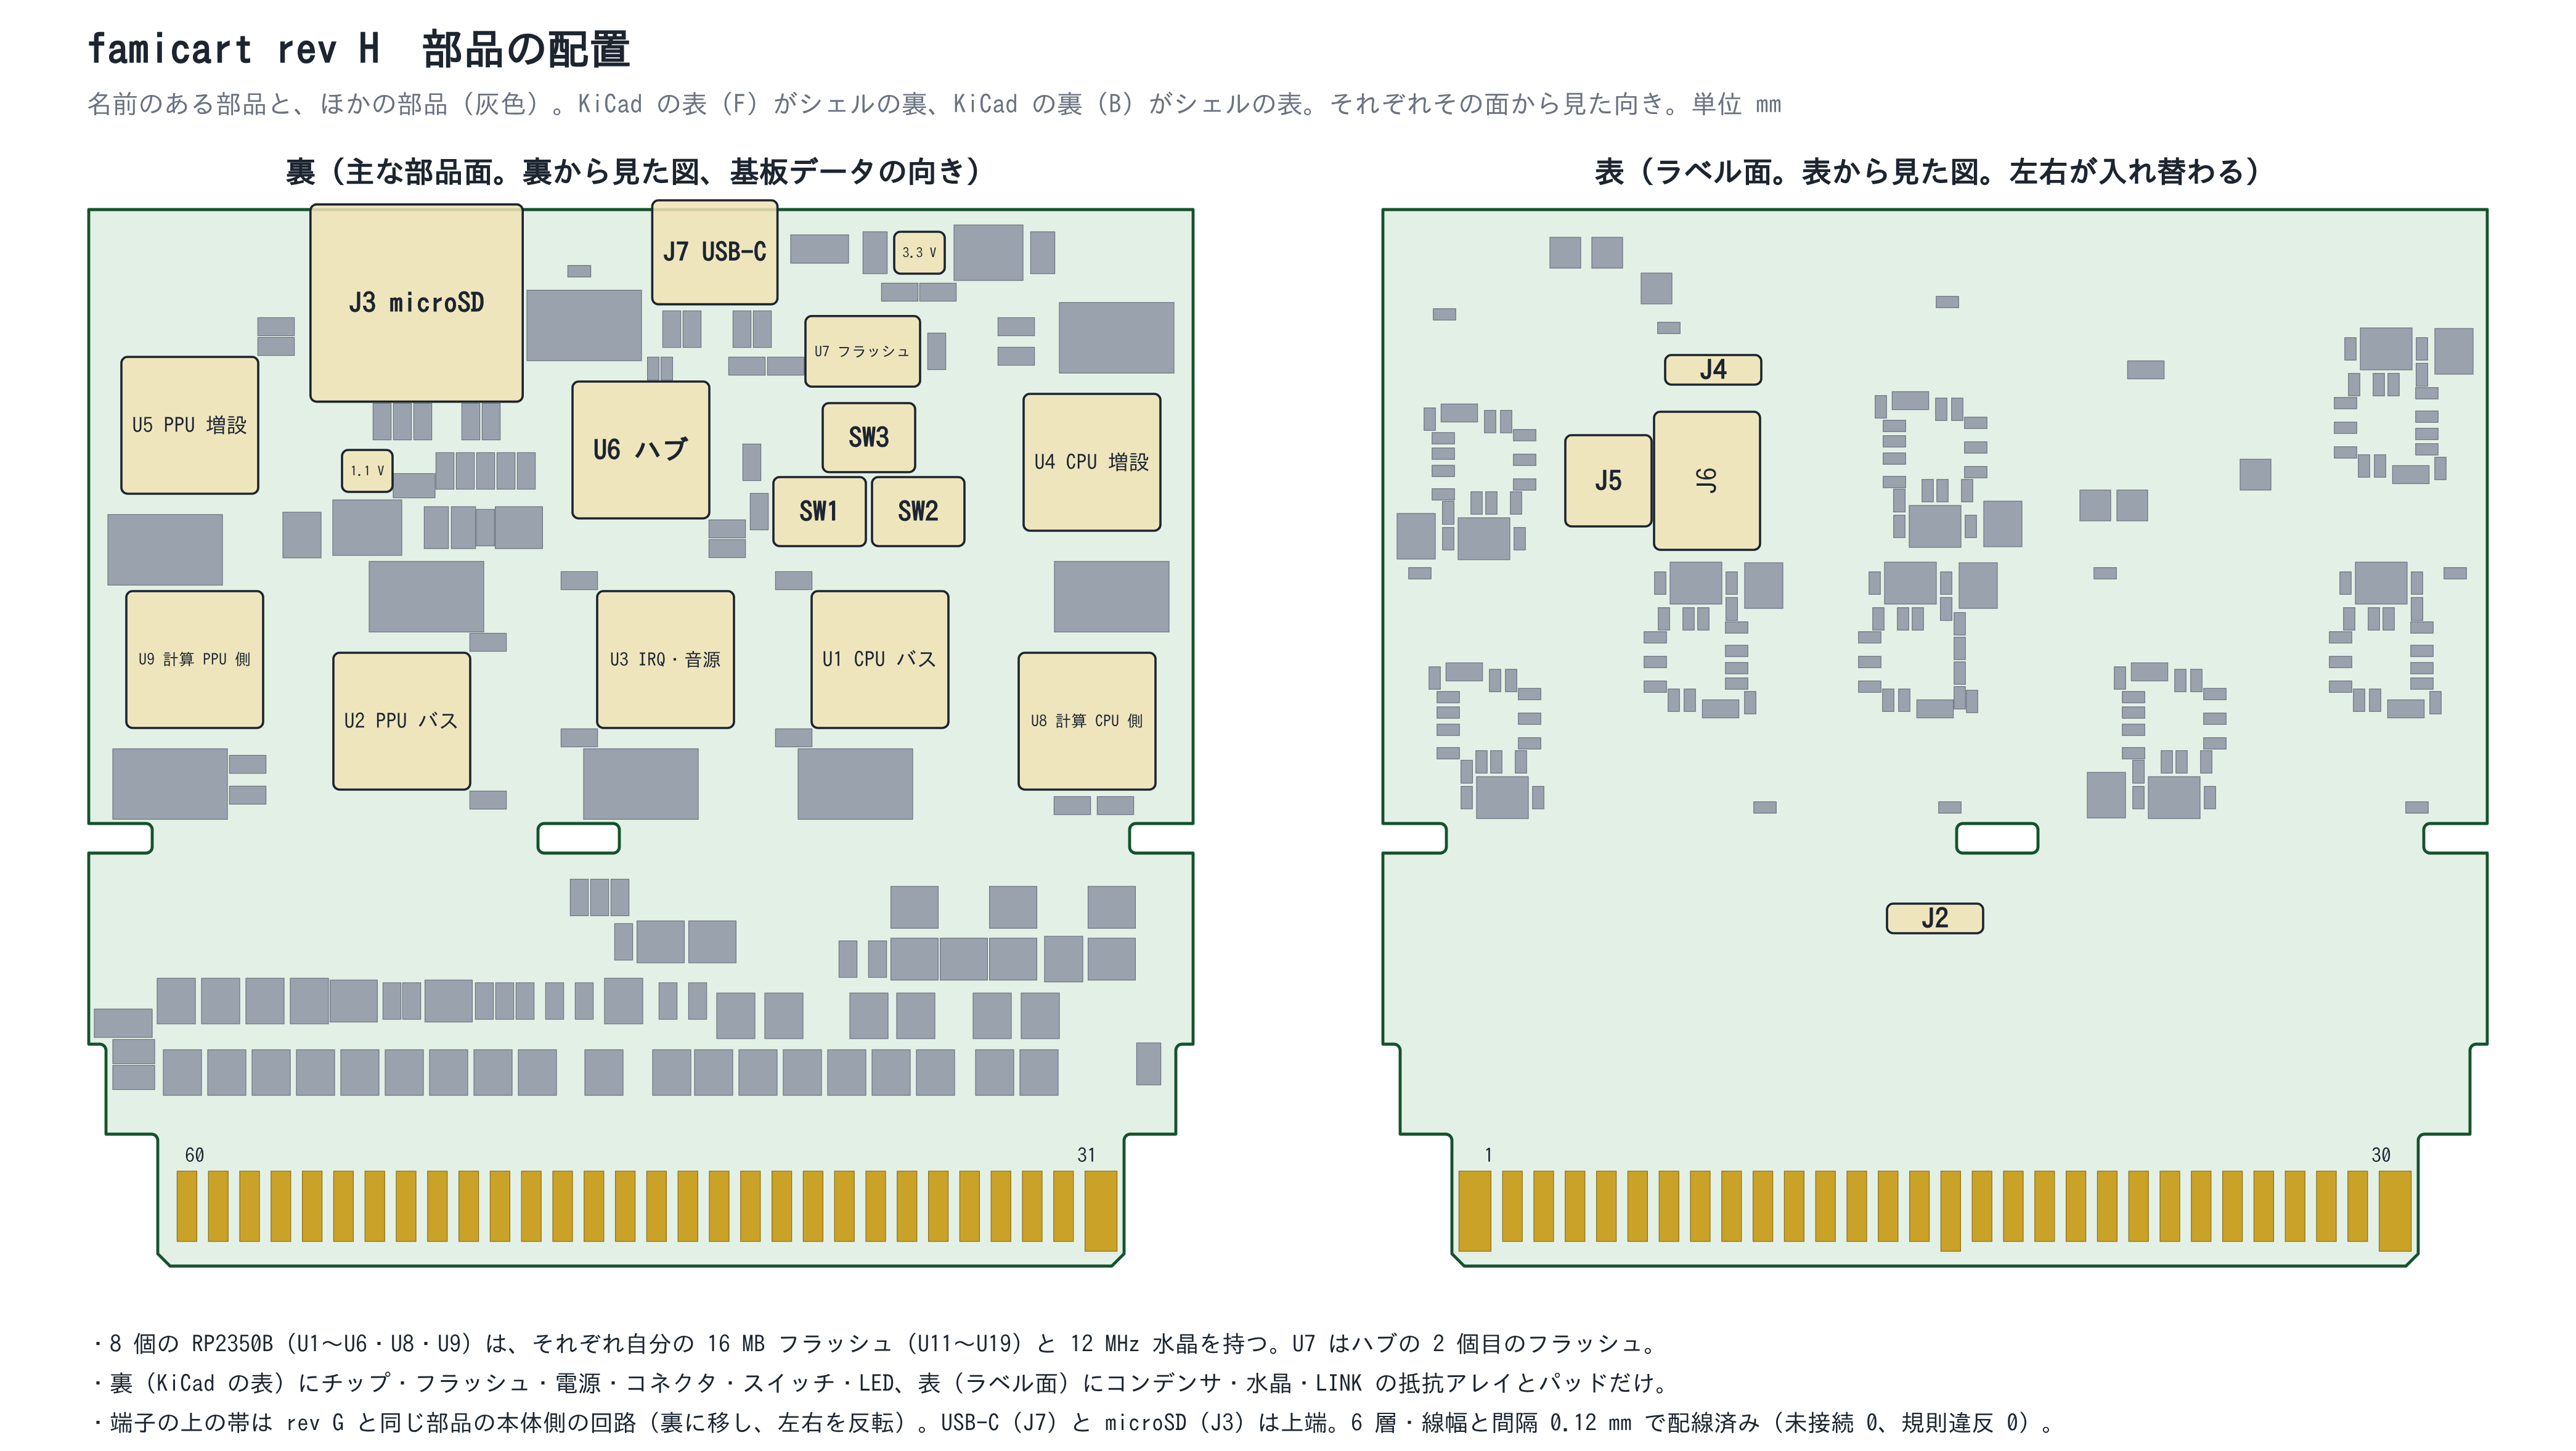 famicart rev H　部品の配置
名前のある部品と、ほかの部品（灰色）。KiCad の表（F）がシェルの裏、KiCad の裏（B）がシェルの表。それぞれその面から見た向き。単位 mm
裏（主な部品面。裏から見た図、基板データの向き）
J3 microSD
J7 USB-C
3.3 V
U7 フラッシュ
U5 PPU 増設
U6 ハブ
SW3
U4 CPU 増設
1.1 V
SW1
SW2
U9 計算 PPU 側
U3 IRQ・音源
U1 CPU バス
U2 PPU バス
U8 計算 CPU 側
60
31
表（ラベル面。表から見た図。左右が入れ替わる）
J4
J5
J6
J2
1
30
・8 個の RP2350B（U1〜U6・U8・U9）は、それぞれ自分の 16 MB フラッシュ（U11〜U19）と 12 MHz 水晶を持つ。U7 はハブの 2 個目のフラッシュ。
・裏（KiCad の表）にチップ・フラッシュ・電源・コネクタ・スイッチ・LED、表（ラベル面）にコンデンサ・水晶・LINK の抵抗アレイとパッドだけ。
・端子の上の帯は rev G と同じ部品の本体側の回路（裏に移し、左右を反転）。USB-C（J7）と microSD（J3）は上端。6 層・線幅と間隔 0.12 mm で配線済み（未接続 0、規則違反 0）。